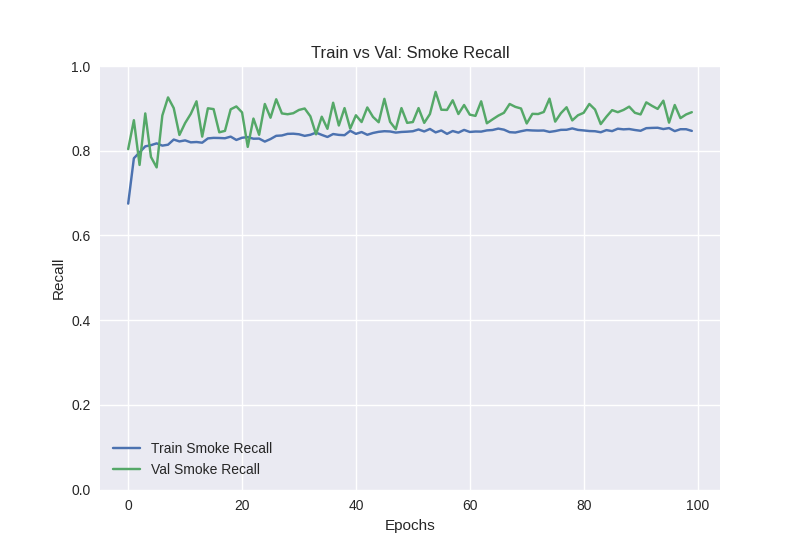 Train vs Val: Smoke Recall
1.0
0.8
0.6
0.4
0.2
0.0
Recall
Train Smoke Recall
Val Smoke Recall
0 20 40 60 80 100
Epochs